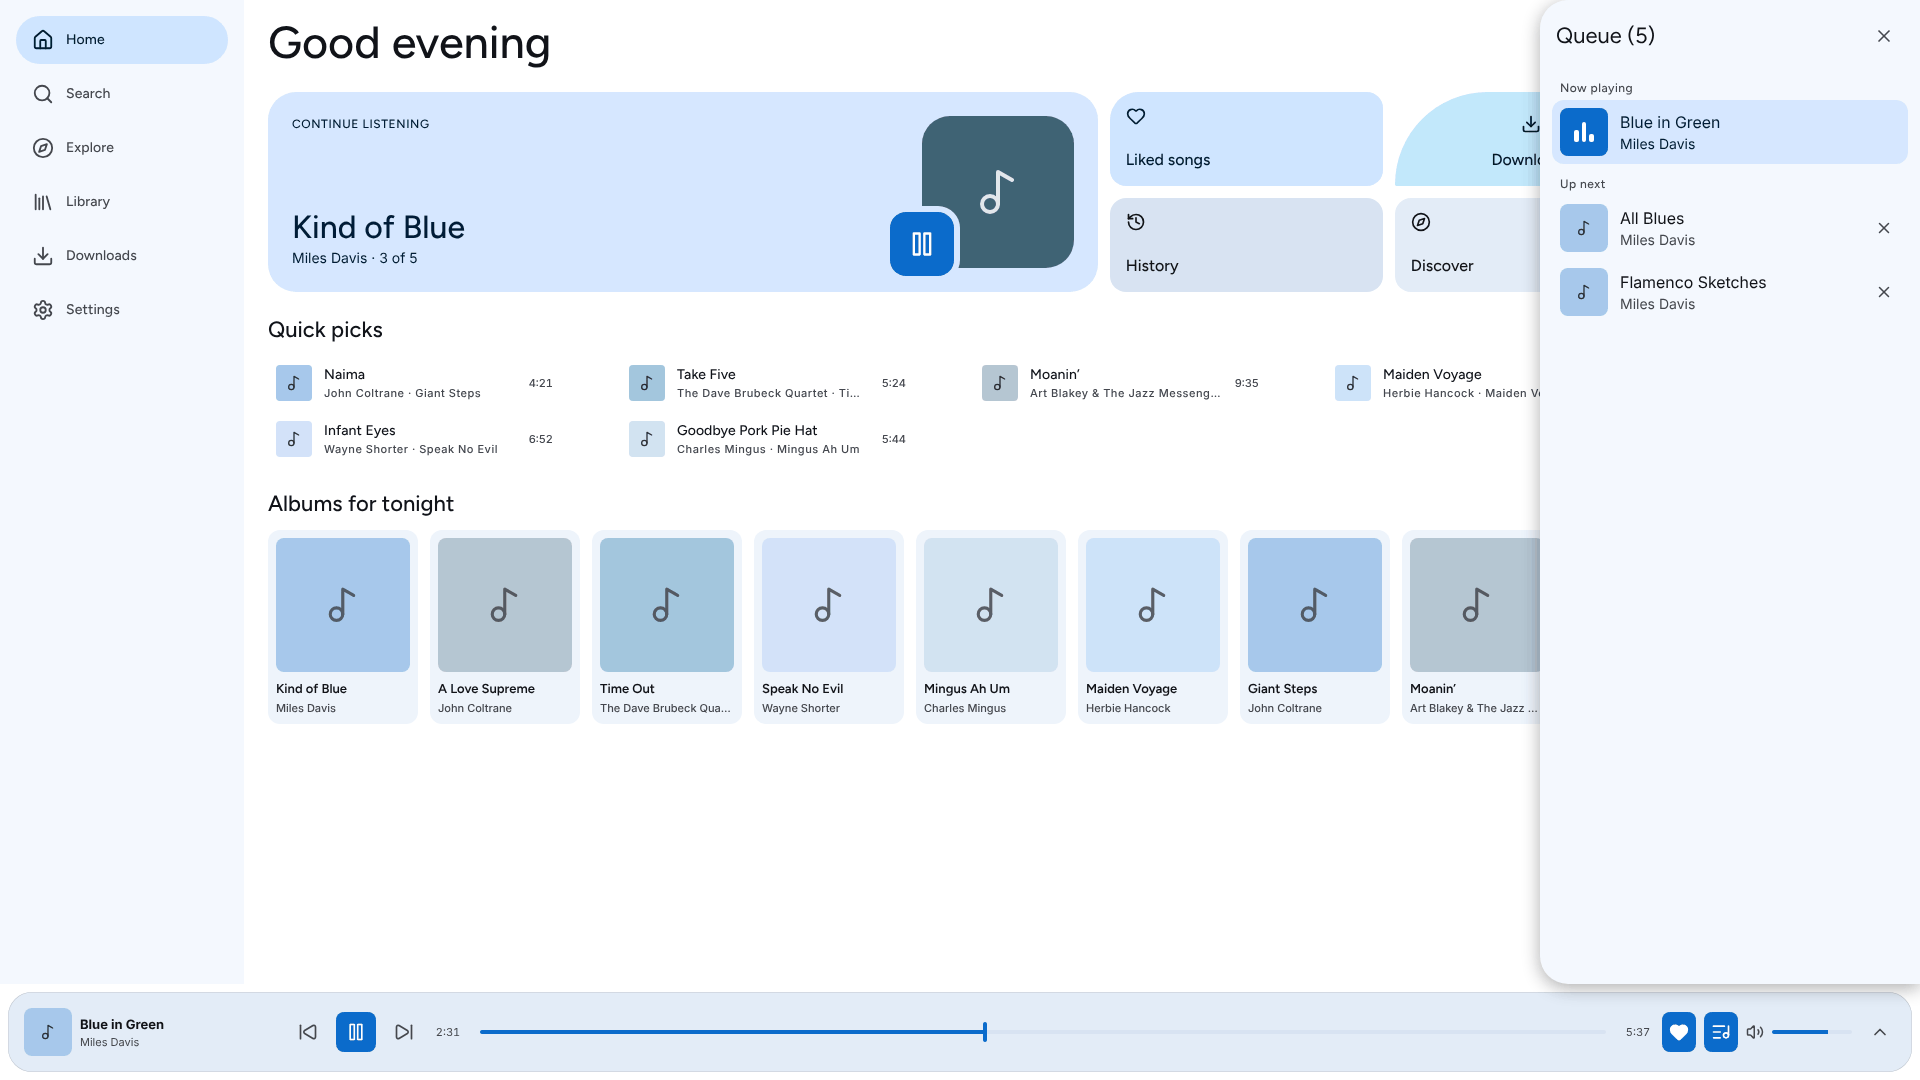 Home
Search
Explore
Library
Downloads
Settings
Good evening
CONTINUE LISTENING
Kind of Blue
Miles Davis · 3 of 5
Liked songs
Downlo
History
Discover
Quick picks
Naima
John Coltrane · Giant Steps
4:21
Take Five
The Dave Brubeck Quartet · Ti...
5:24
Moanin’
Art Blakey & The Jazz Messeng...
9:35
Maiden Voyage
Herbie Hancock · Maiden Vo
Infant Eyes
Wayne Shorter · Speak No Evil
6:52
Goodbye Pork Pie Hat
Charles Mingus · Mingus Ah Um
5:44
Albums for tonight
Kind of Blue
Miles Davis
A Love Supreme
John Coltrane
Time Out
The Dave Brubeck Qua...
Speak No Evil
Wayne Shorter
Mingus Ah Um
Charles Mingus
Maiden Voyage
Herbie Hancock
Giant Steps
John Coltrane
Moanin’
Art Blakey & The Jazz ...
Queue (5)
Now playing
Blue in Green
Miles Davis
Up next
All Blues
Miles Davis
Flamenco Sketches
Miles Davis
Blue in Green
Miles Davis
2:31
5:37